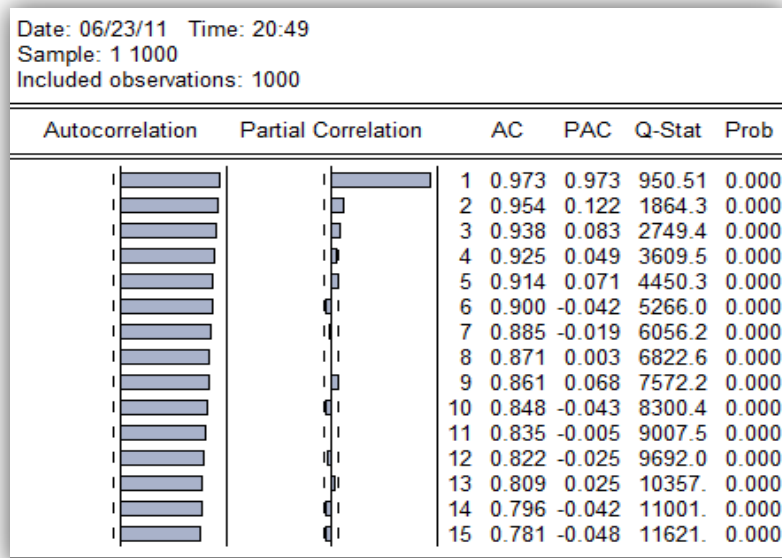 Date: 06/23/11 Time: 20:49
Sample: 1 1000
Included observations: 1000
Autocorrelation Partial Correlation AC PAC Q-Stat Prob
1 0.973 0.973 950.51 0.000
2 0.954 0.122 1864.3 0.000
3 0.938 0.083 2749.4 0.000
4 0.925 0.049 3609.5 0.000
5 0.914 0.071 4450.3 0.000
6 0.900 -0.042 5266.0 0.000
7 0.885 -0.019 6056.2 0.000
8 0.871 0.003 6822.6 0.000
9 0.861 0.068 7572.2 0.000
10 0.848 -0.043 8300.4 0.000
11 0.835 -0.005 9007.5 0.000
12 0.822 -0.025 9692.0 0.000
13 0.809 0.025 10357. 0.000
14 0.796 -0.042 11001. 0.000
15 0.781 -0.048 11621. 0.000